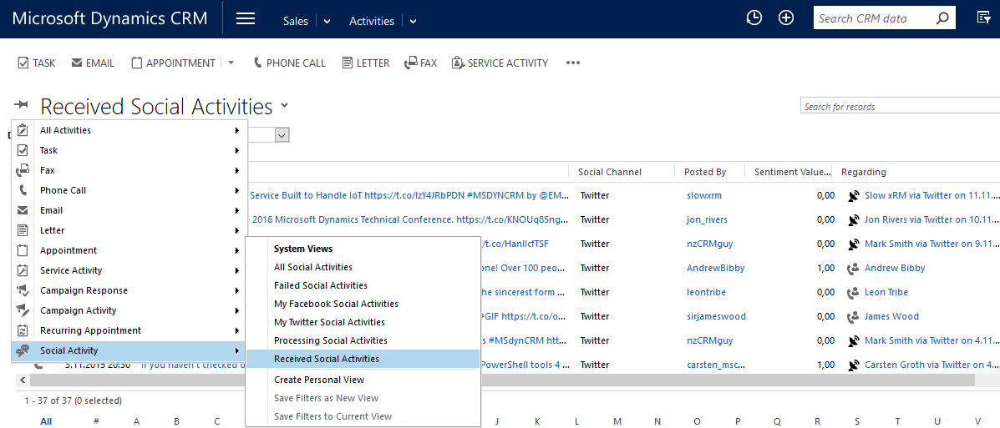 Microsoft Dynamics CRM Sales Activities Search CRM data
TASK EMAIL APPOINTMENT PHONE CALL LETTER FAX SERVICE ACTIVITY
Received Social Activities
Search for records
All Activities
Task
Fax
Phone Call
Email
Letter
Appointment
Service Activity
Campaign Response
Campaign Activity
Recurring Appointment
Social Activity
System Views
All Social Activities
Failed Social Activities
My Facebook Social Activities
My Twitter Social Activities
Processing Social Activities
Received Social Activities
Create Personal View
Save Filters as New View
Save Filters to Current View
Social Channel Posted By Sentiment Value... Regarding
Service Built to Handle IoT https://t.co/IzY4JRbPDN #MSDYNCRM by @EM... Twitter slowxrm 0,00 Slow xRM via Twitter on 11.11....
2016 Microsoft Dynamics Technical Conference. https://t.co/KNOUq85ng... Twitter jon_rivers 0,00 Jon Rivers via Twitter on 10.11...
/t.co/HanIlcfTSF Twitter nzCRMguy 0,00 Mark Smith via Twitter on 9.11...
one! Over 100 peo... Twitter AndrewBibby 1,00 Andrew Bibby
the sincerest form ... Twitter leontribe 0,00 Leon Tribe
#GIF https://t.co/o... Twitter sirjameswood 0,00 James Wood
s #MSdynCRM htt... Twitter nzCRMguy 0,00 Mark Smith via Twitter on 4.11...
3.11.2015 20:50 If you haven't checked o PowerShell tools 4 ... Twitter carsten_msc... 1,00 Carsten Groth via Twitter on 4...
1 - 37 of 37 (0 selected)
All # A B C J K L M N O P Q R S T U V